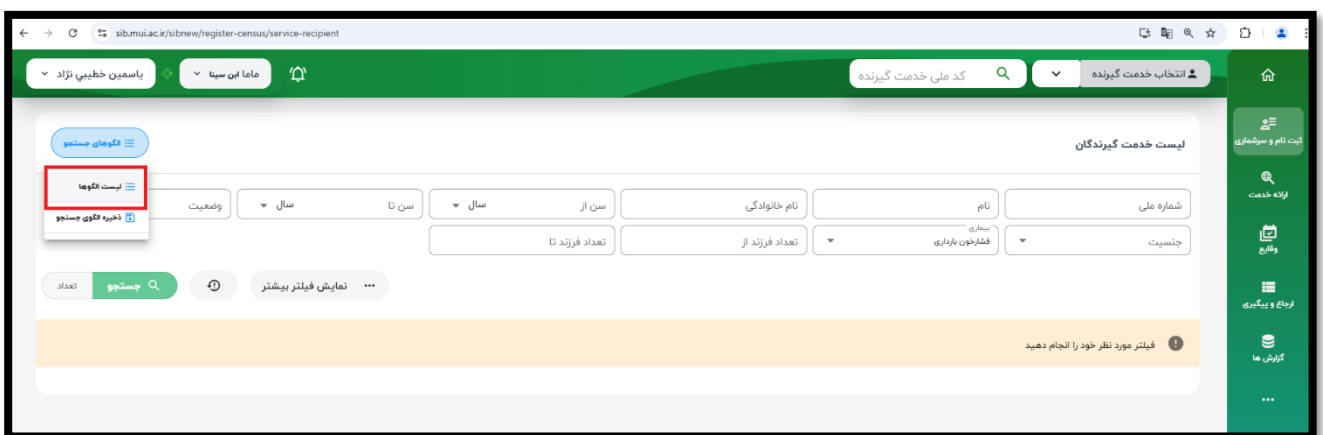 sib.mui.ac.ir/sibnew/register-census/service-recipient
انتخاب خدمت گیرنده
کد ملی خدمت گیرنده
ماما ابن سینا
یاسمین خطیبي نژاد
ثبت نام و سرشماری
ارائه خدمت
وقایع
ارجاع و پیگیری
گزارش ها
لیست خدمت گیرندگان
الگوهای جستجو
لیست الگوها
ذخیره الگوی جستجو
شماره ملی
نام
نام خانوادگی
سن از
سال
سن تا
سال
وضعیت
جنسیت
بیماری
فشارخون بارداری
تعداد فرزند از
تعداد فرزند تا
نمایش فیلتر بیشتر
جستجو
تعداد
فیلتر مورد نظر خود را انجام دهید